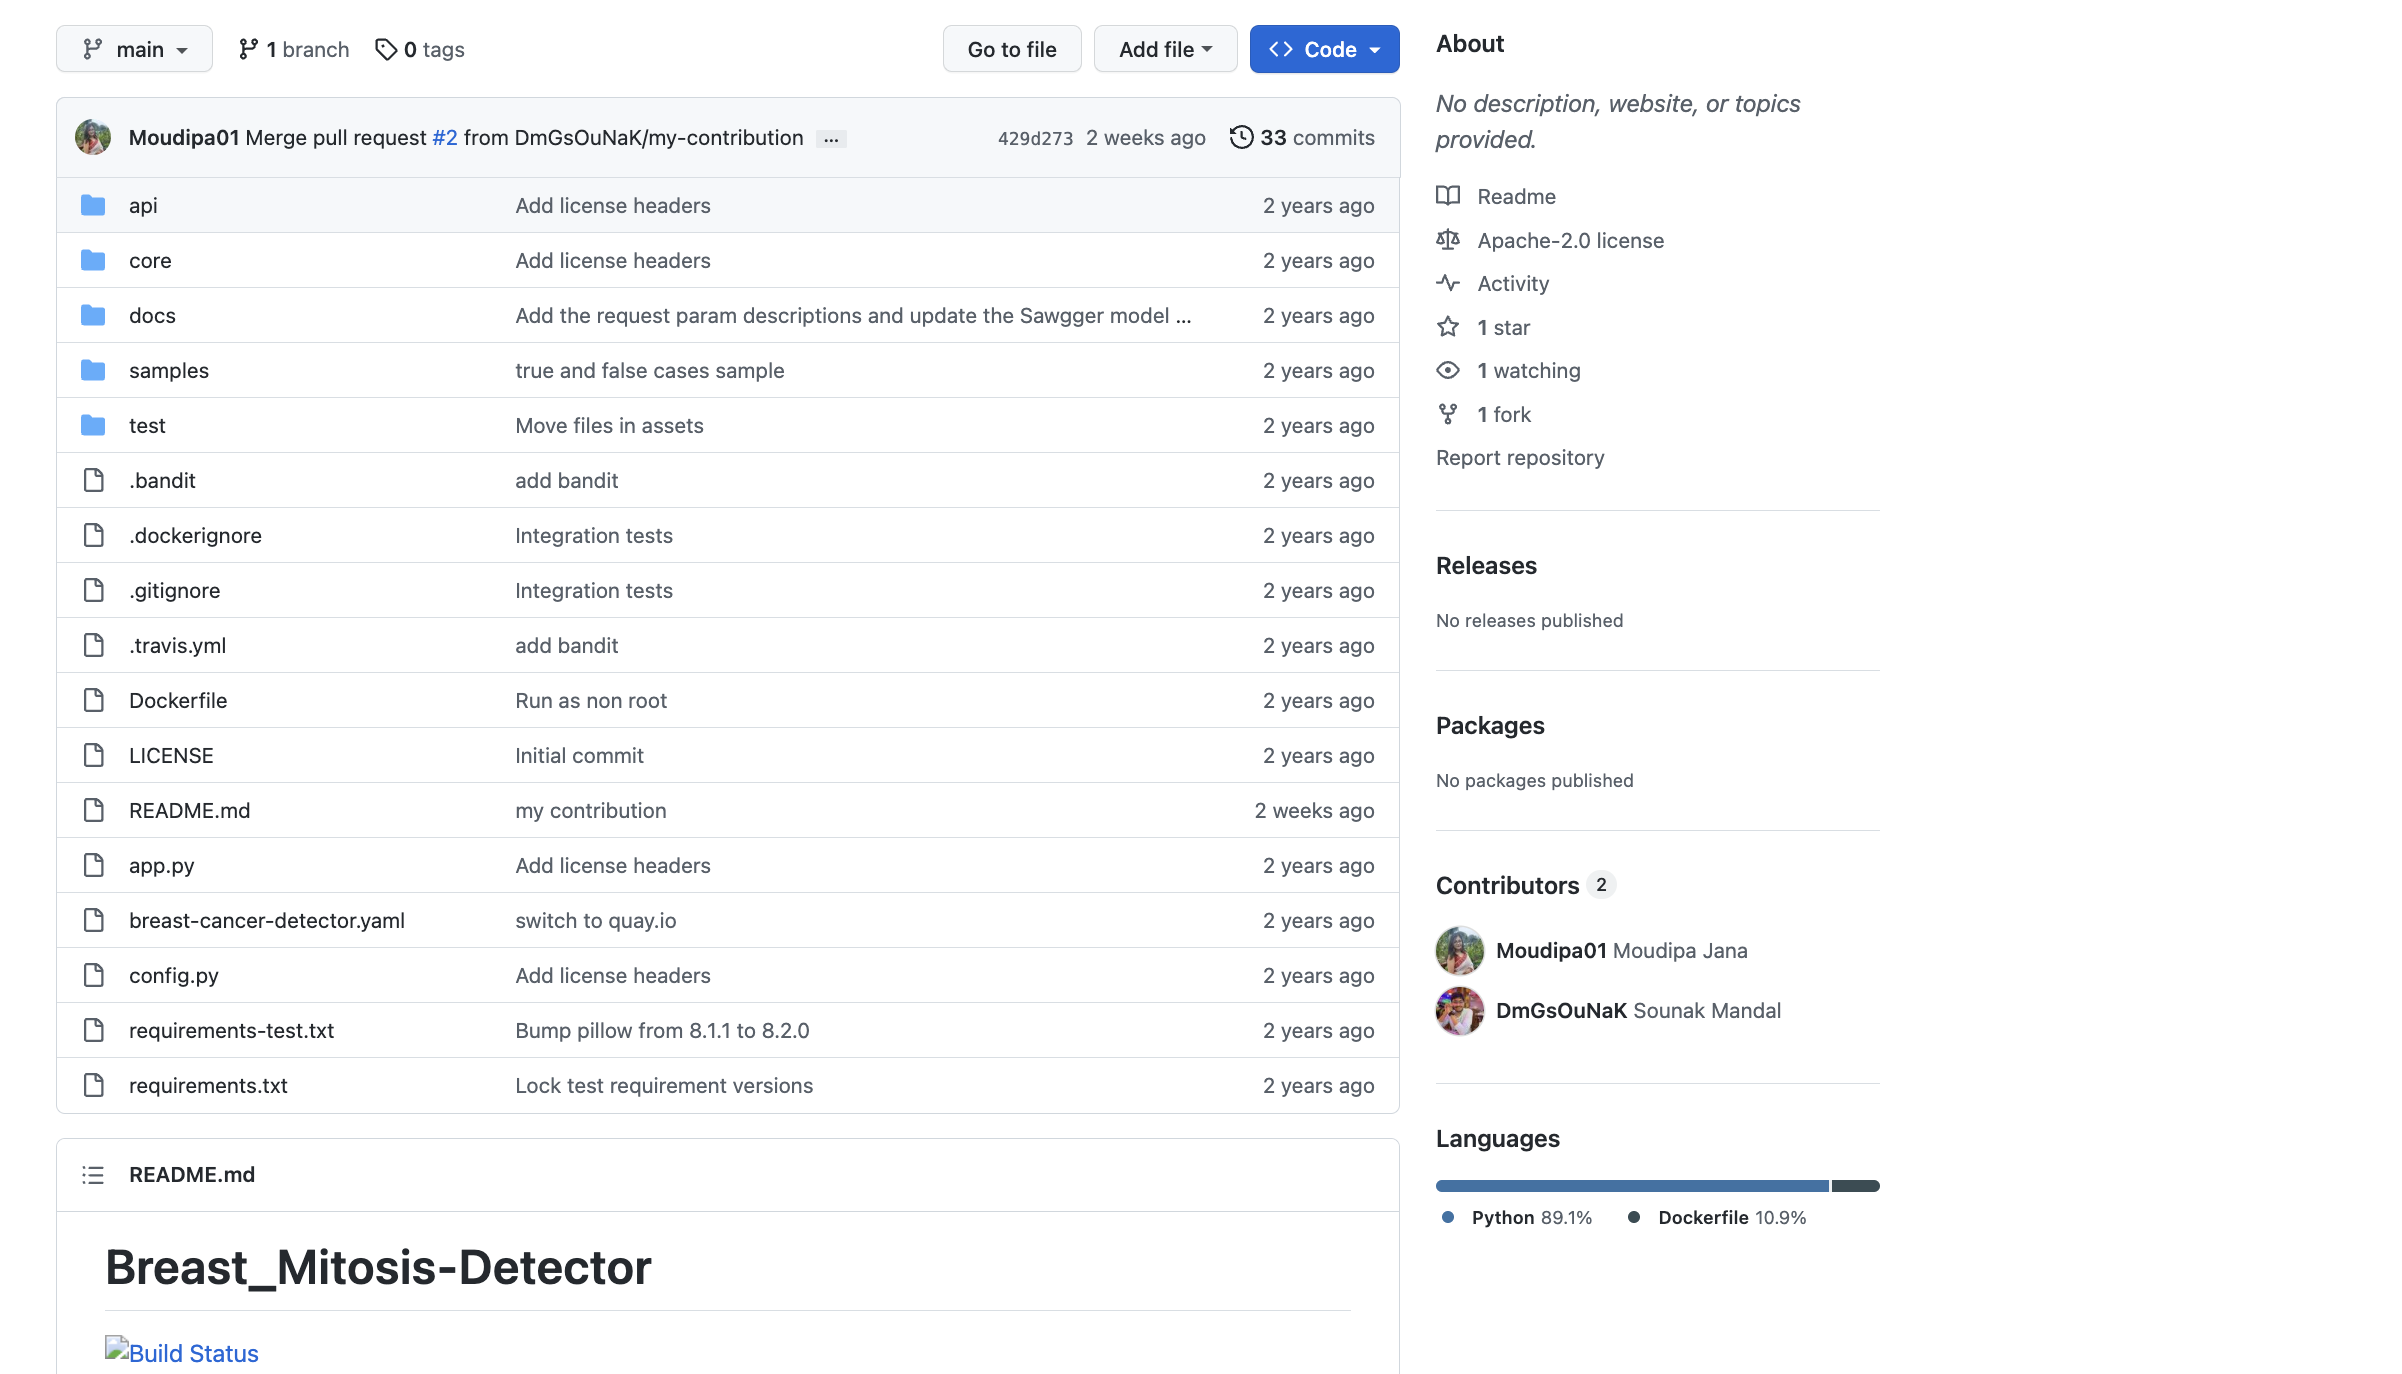 main
1 branch
0 tags
Go to file
Add file
Code
Moudipa01 Merge pull request #2 from DmGsOuNaK/my-contribution ...
429d273 2 weeks ago
33 commits
api Add license headers 2 years ago
core Add license headers 2 years ago
docs Add the request param descriptions and update the Sawgger model ... 2 years ago
samples true and false cases sample 2 years ago
test Move files in assets 2 years ago
.bandit add bandit 2 years ago
.dockerignore Integration tests 2 years ago
.gitignore Integration tests 2 years ago
.travis.yml add bandit 2 years ago
Dockerfile Run as non root 2 years ago
LICENSE Initial commit 2 years ago
README.md my contribution 2 weeks ago
app.py Add license headers 2 years ago
breast-cancer-detector.yaml switch to quay.io 2 years ago
config.py Add license headers 2 years ago
requirements-test.txt Bump pillow from 8.1.1 to 8.2.0 2 years ago
requirements.txt Lock test requirement versions 2 years ago
README.md
Breast_Mitosis-Detector
Build Status
About
No description, website, or topics
provided.
Readme
Apache-2.0 license
Activity
1 star
1 watching
1 fork
Report repository
Releases
No releases published
Packages
No packages published
Contributors 2
Moudipa01 Moudipa Jana
DmGsOuNaK Sounak Mandal
Languages
Python 89.1%
Dockerfile 10.9%